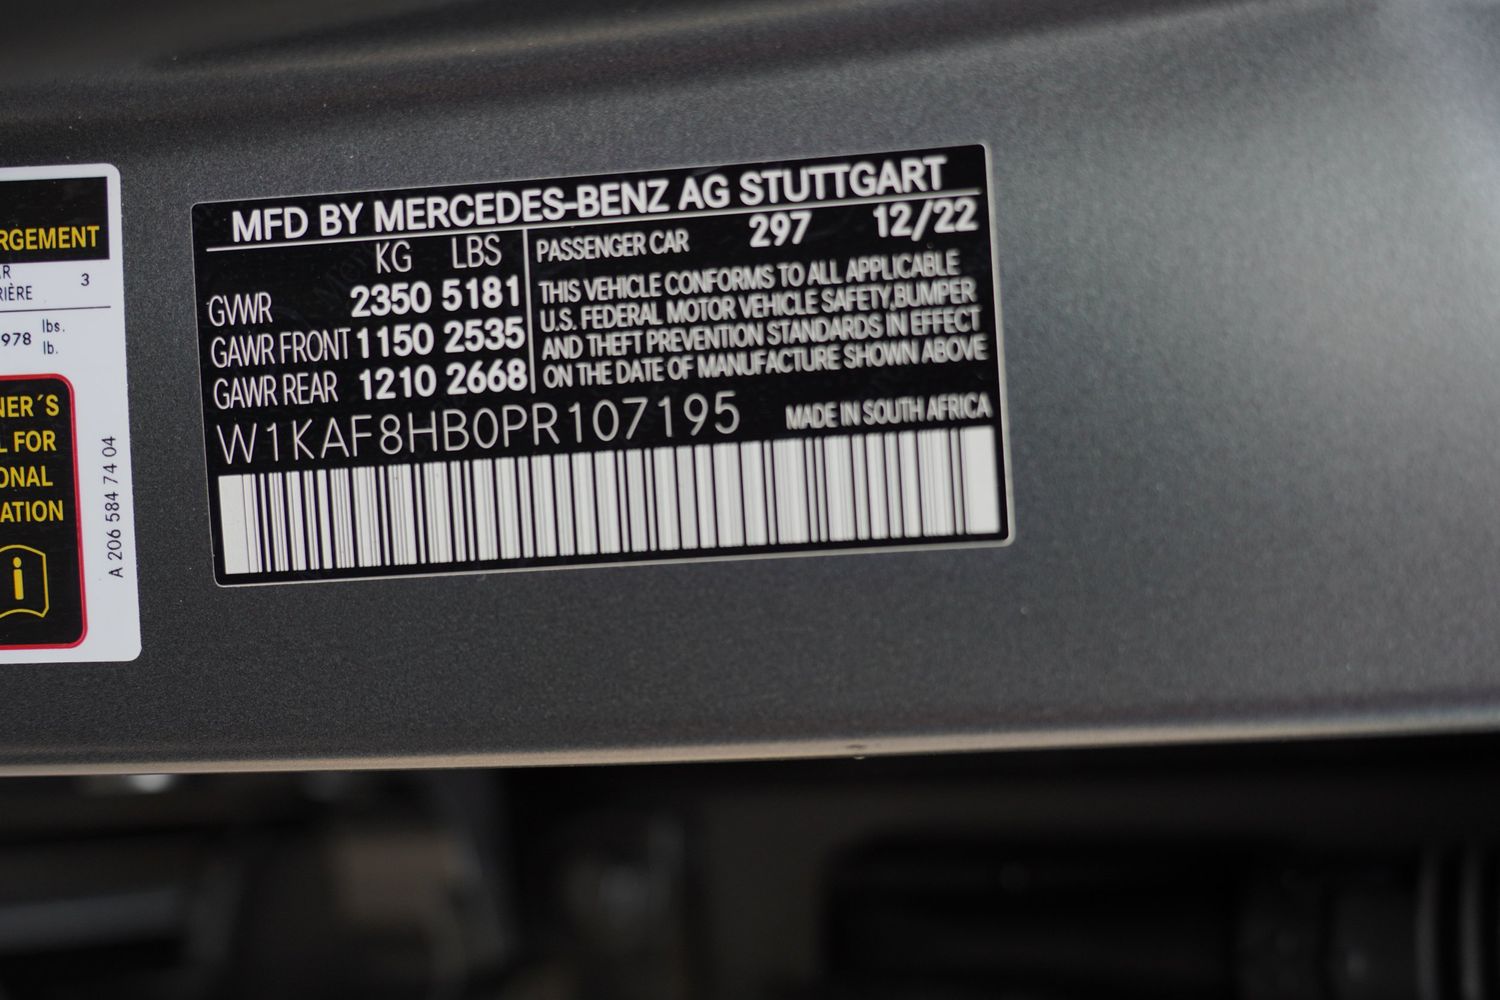 RGEMENT
R
RIÈRE
3
978
lbs.
lb.
NER´S
L FOR
ONAL
ATION
i
A 206 584 74 04
MFD BY MERCEDES-BENZ AG STUTTGART
KG LBS
GVWR 2350 5181
GAWR FRONT 1150 2535
GAWR REAR 1210 2668
PASSENGER CAR 297 12/22
THIS VEHICLE CONFORMS TO ALL APPLICABLE
U.S. FEDERAL MOTOR VEHICLE SAFETY,BUMPER
AND THEFT PREVENTION STANDARDS IN EFFECT
ON THE DATE OF MANUFACTURE SHOWN ABOVE
W1KAF8HB0PR107195
MADE IN SOUTH AFRICA